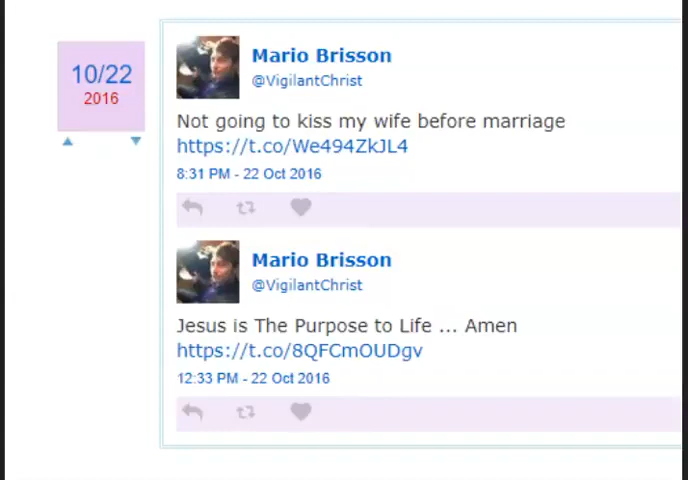 10/22
2016
Mario Brisson
@VigilantChrist
Not going to kiss my wife before marriage
https://t.co/We494ZkJL4
8:31 PM - 22 Oct 2016
Mario Brisson
@VigilantChrist
Jesus is The Purpose to Life ... Amen
https://t.co/8QFCmOUDgv
12:33 PM - 22 Oct 2016